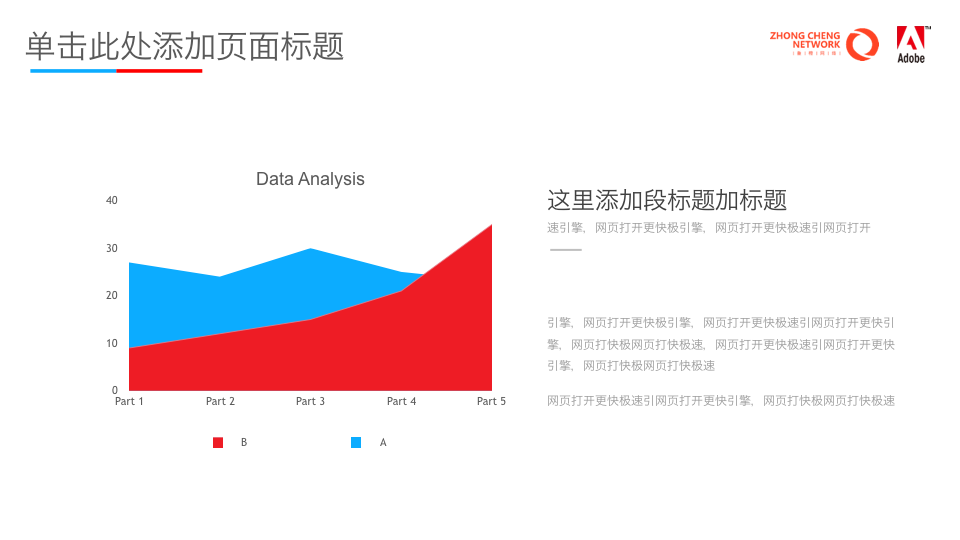 单击此处添加页面标题
ZHONG CHENG
NETWORK
Adobe
TM
Data Analysis
40
30
20
10
0
Part 1 Part 2 Part 3 Part 4 Part 5
B A
这里添加段标题加标题
速引擎，网页打开更快极引擎，网页打开更快极速引网页打开
引擎，网页打开更快极引擎，网页打开更快极速引网页打开更快引
擎，网页打快极网页打快极速，网页打开更快极速引网页打开更快
引擎，网页打快极网页打快极速
网页打开更快极速引网页打开更快引擎，网页打快极网页打快极速